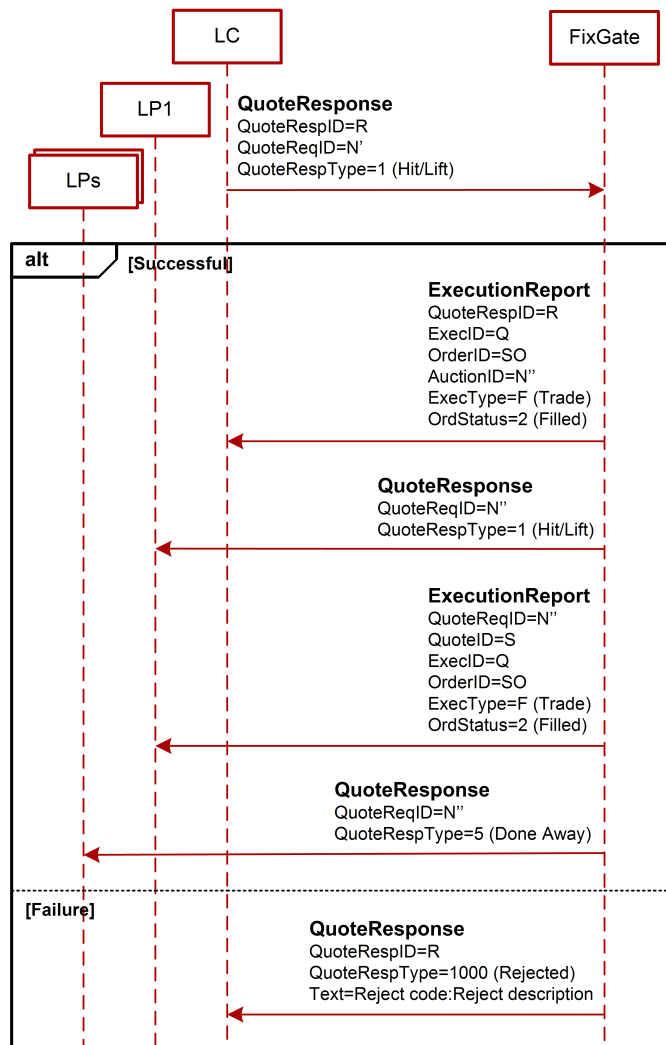 LC
FixGate
LP1
LPs
QuoteResponse
QuoteRespID=R
QuoteReqID=N'
QuoteRespType=1 (Hit/Lift)
alt
[Successful]
ExecutionReport
QuoteRespID=R
ExecID=Q
OrderID=SO
AuctionID=N''
ExecType=F (Trade)
OrdStatus=2 (Filled)
QuoteResponse
QuoteReqID=N''
QuoteRespType=1 (Hit/Lift)
ExecutionReport
QuoteReqID=N''
QuoteID=S
ExecID=Q
OrderID=SO
ExecType=F (Trade)
OrdStatus=2 (Filled)
QuoteResponse
QuoteReqID=N''
QuoteRespType=5 (Done Away)
[Failure]
QuoteResponse
QuoteRespID=R
QuoteRespType=1000 (Rejected)
Text=Reject code:Reject description